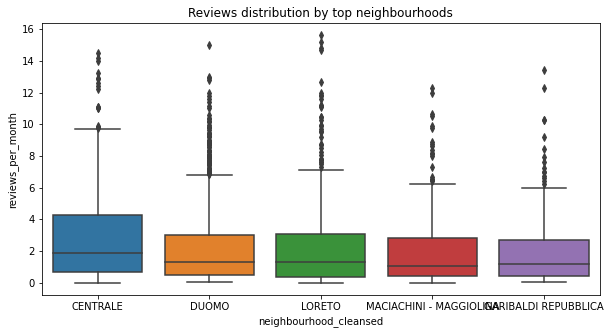 Reviews distribution by top neighbourhoods
reviews_per_month
16
14
12
10
8
6
4
2
0
CENTRALE DUOMO LORETO MACIACHINI - MAGGIOLINA GARIBALDI REPUBBLICA
neighbourhood_cleansed